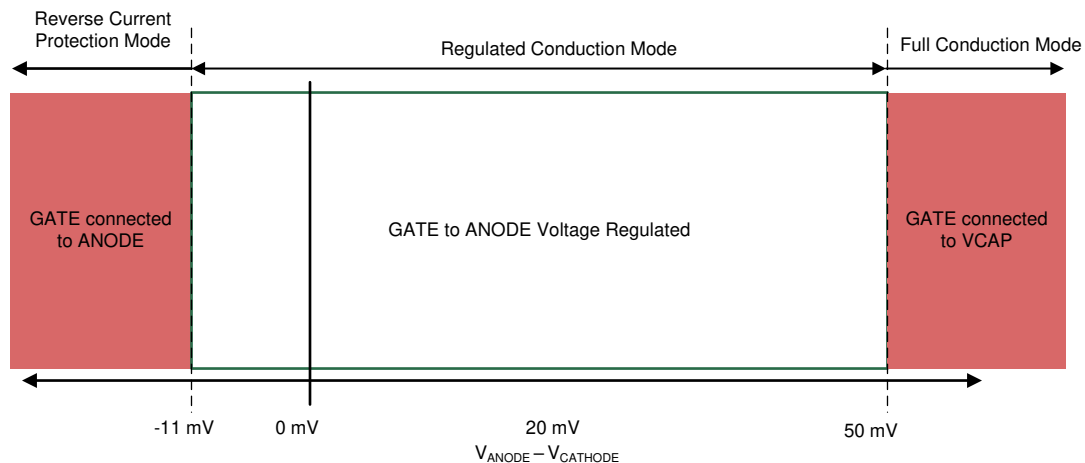 Reverse Current
Protection Mode
Regulated Conduction Mode
Full Conduction Mode
GATE connected
to ANODE
GATE to ANODE Voltage Regulated
GATE connected
to VCAP
-11 mV
0 mV
20 mV
50 mV
VANODE – VCATHODE